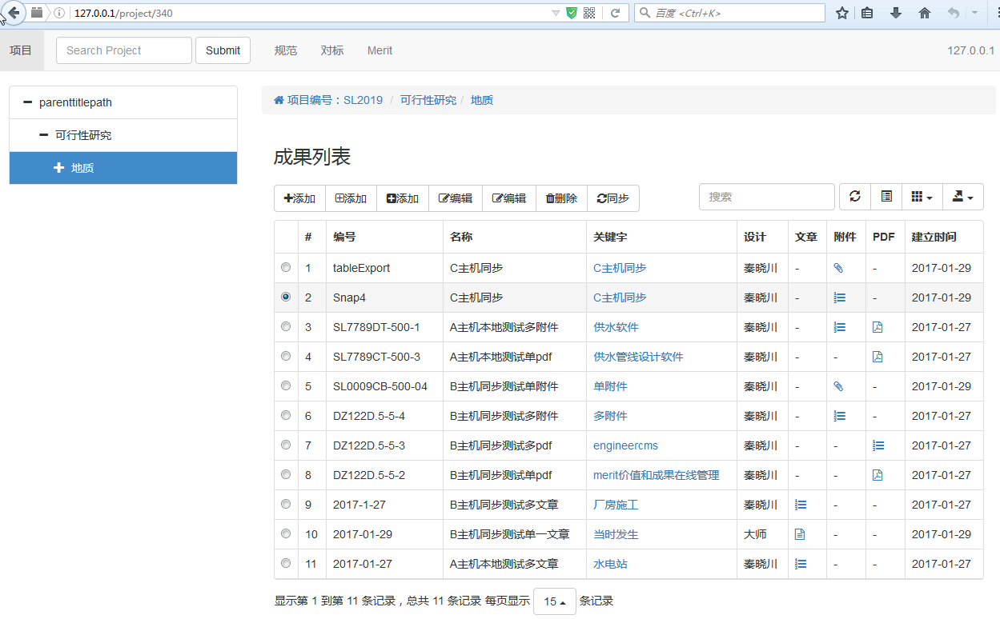 127.0.0.1/project/340 百度 <Ctrl+K>
项目 Search Project Submit 规范 对标 Merit 127.0.0.1
parenttitlepath
可行性研究
地质
项目编号：SL2019 / 可行性研究 / 地质
成果列表
添加 添加 添加 编辑 编辑 删除 同步 搜索
# 编号 名称 关键字 设计 文章 附件 PDF 建立时间
1 tableExport C主机同步 C主机同步 秦晓川 - - 2017-01-29
2 Snap4 C主机同步 C主机同步 秦晓川 - - 2017-01-29
3 SL7789DT-500-1 A主机本地测试多附件 供水软件 秦晓川 - 2017-01-27
4 SL7789CT-500-3 A主机本地测试单pdf 供水管线设计软件 秦晓川 - - 2017-01-27
5 SL0009CB-500-04 B主机同步测试单附件 单附件 秦晓川 - - 2017-01-29
6 DZ122D.5-5-4 B主机同步测试多附件 多附件 秦晓川 - - 2017-01-27
7 DZ122D.5-5-3 B主机同步测试多pdf engineercms 秦晓川 - - 2017-01-27
8 DZ122D.5-5-2 B主机同步测试单pdf merit价值和成果在线管理 秦晓川 - - 2017-01-27
9 2017-1-27 B主机同步测试多文章 厂房施工 秦晓川 - - 2017-01-27
10 2017-01-29 B主机同步测试单一文章 当时发生 大师 - - 2017-01-29
11 2017-01-27 A主机本地测试多文章 水电站 秦晓川 - - 2017-01-27
显示第 1 到第 11 条记录，总共 11 条记录 每页显示 15 条记录